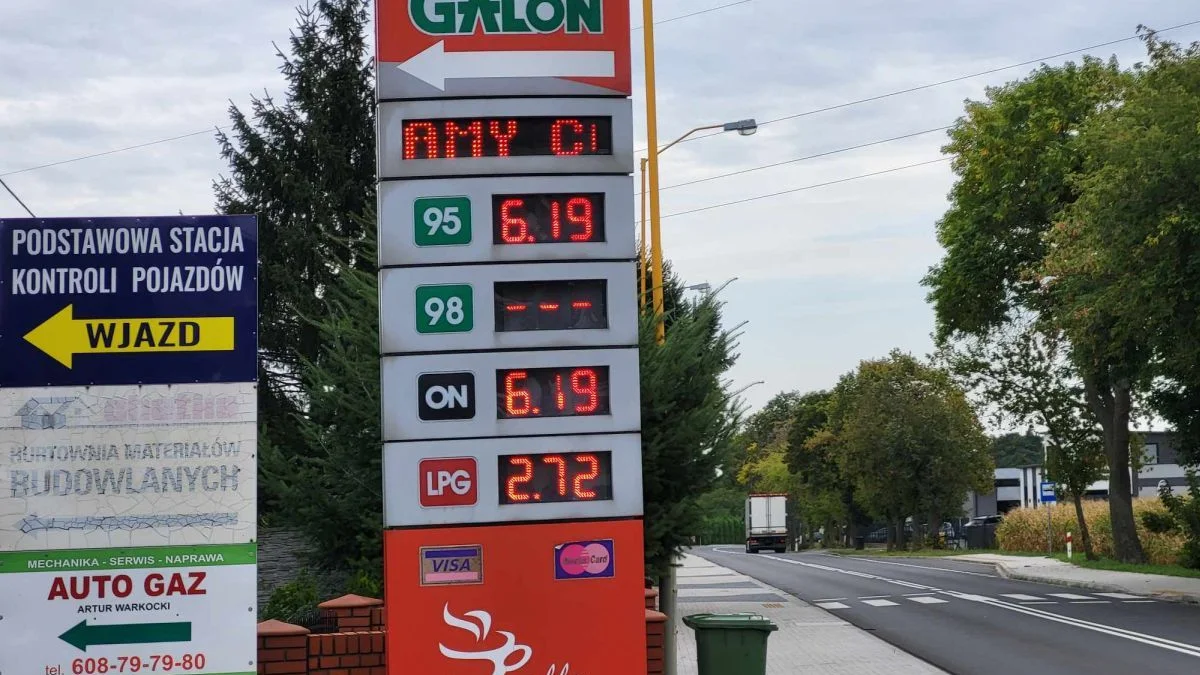 GALON
AMY C
95 6.19
98 ---
ON 6.19
LPG 2.72
VISA
MasterCard
PODSTAWOWA STACJA
KONTROLI POJAZDÓW
WJAZD
HURTOWNIA MATERIAŁÓW
BUDOWLANYCH
MECHANIKA - SERWIS - NAPRAWA
AUTO GAZ
ARTUR WARKOCKI
tel. 608-79-79-80